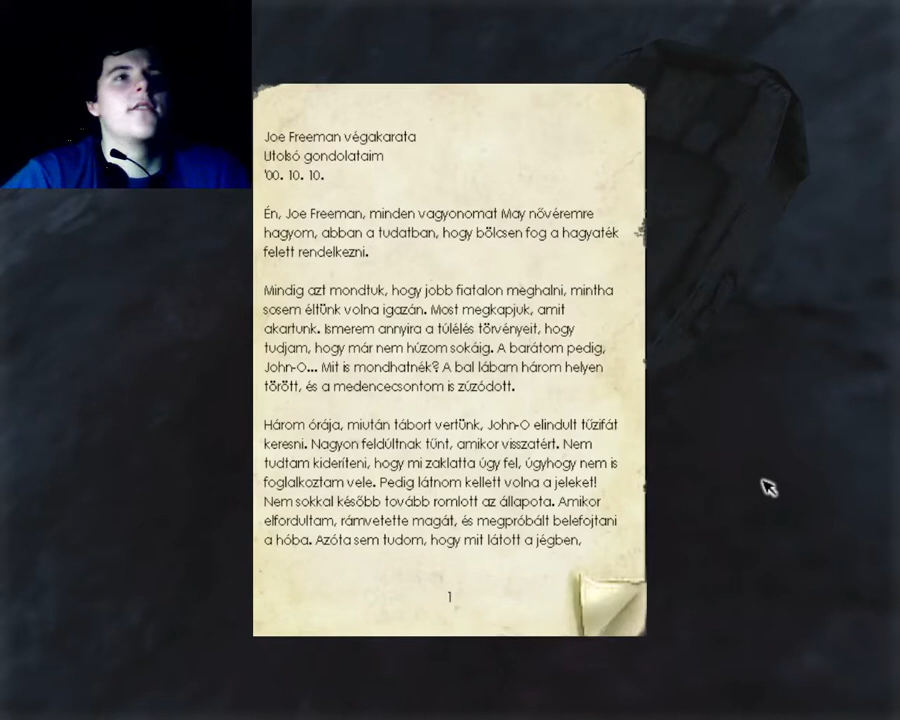 Joe Freeman végakarata
Utolsó gondolataim
'00. 10. 10.
Én, Joe Freeman, minden vagyonomat May nővéremre
hagyom, abban a tudatban, hogy bölcsen fog a hagyaték
felett rendelkezni.
Mindig azt mondtuk, hogy jobb fiatalon meghalni, mintha
sosem éltünk volna igazán. Most megkapjuk, amit
akartunk. Ismerem annyira a túlélés törvényeit, hogy
tudjam, hogy már nem húzom sokáig. A barátom pedig,
John-O... Mit is mondhatnék? A bal lábam három helyen
törött, és a medencecsontom is zúzódott.
Három órája, miután tábort vertünk, John-O elindult tűzifát
keresni. Nagyon feldúltnak tűnt, amikor visszatért. Nem
tudtam kideríteni, hogy mi zaklatta úgy fel, úgyhogy nem is
foglalkoztam vele. Pedig látnom kellett volna a jeleket!
Nem sokkal később tovább romlott az állapota. Amikor
elfordultam, rámvetette magát, és megpróbált belefojtani
a hóba. Azóta sem tudom, hogy mit látott a jégben,
1